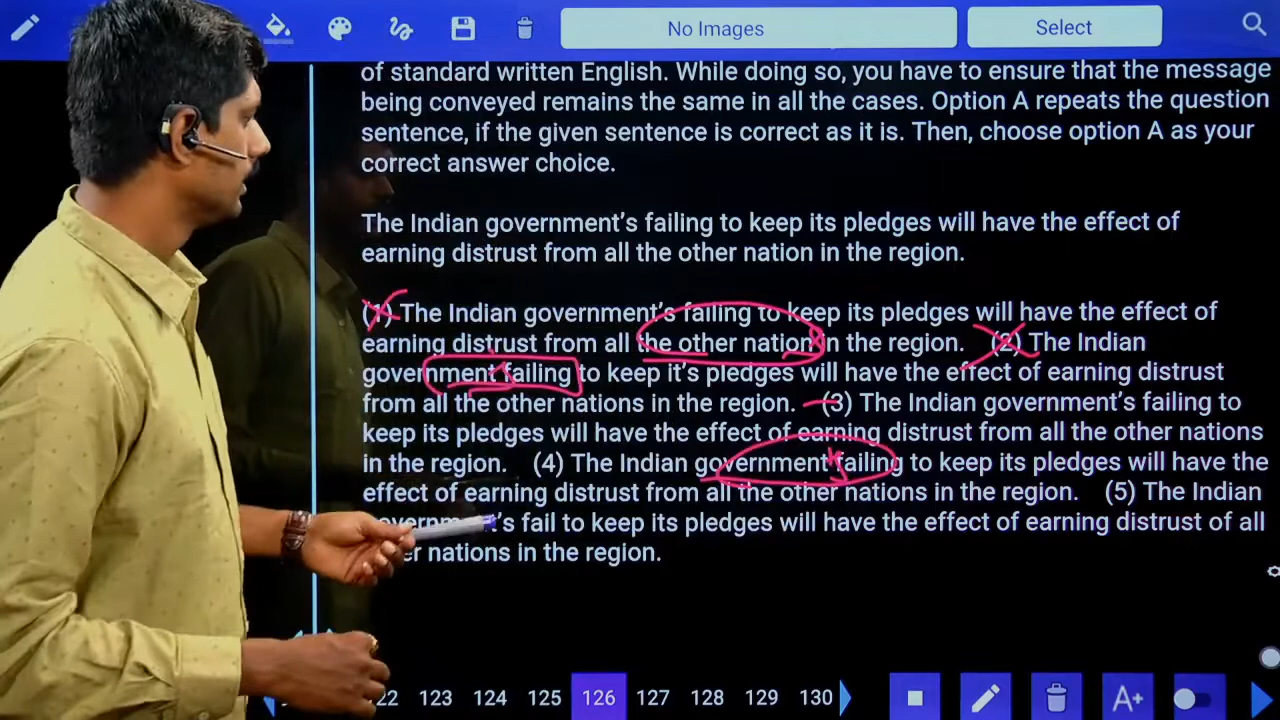 No Images
Select
of standard written English. While doing so, you have to ensure that the message
being conveyed remains the same in all the cases. Option A repeats the question
sentence, if the given sentence is correct as it is. Then, choose option A as your
correct answer choice.
The Indian government’s failing to keep its pledges will have the effect of
earning distrust from all the other nation in the region.
(1) The Indian government’s failing to keep its pledges will have the effect of
earning distrust from all the other nation in the region. (2) The Indian
government failing to keep it’s pledges will have the effect of earning distrust
from all the other nations in the region. (3) The Indian government’s failing to
keep its pledges will have the effect of earning distrust from all the other nations
in the region. (4) The Indian government failing to keep its pledges will have the
effect of earning distrust from all the other nations in the region. (5) The Indian
’s fail to keep its pledges will have the effect of earning distrust of all
nations in the region.
123 124 125 126 127 128 129 130
A+